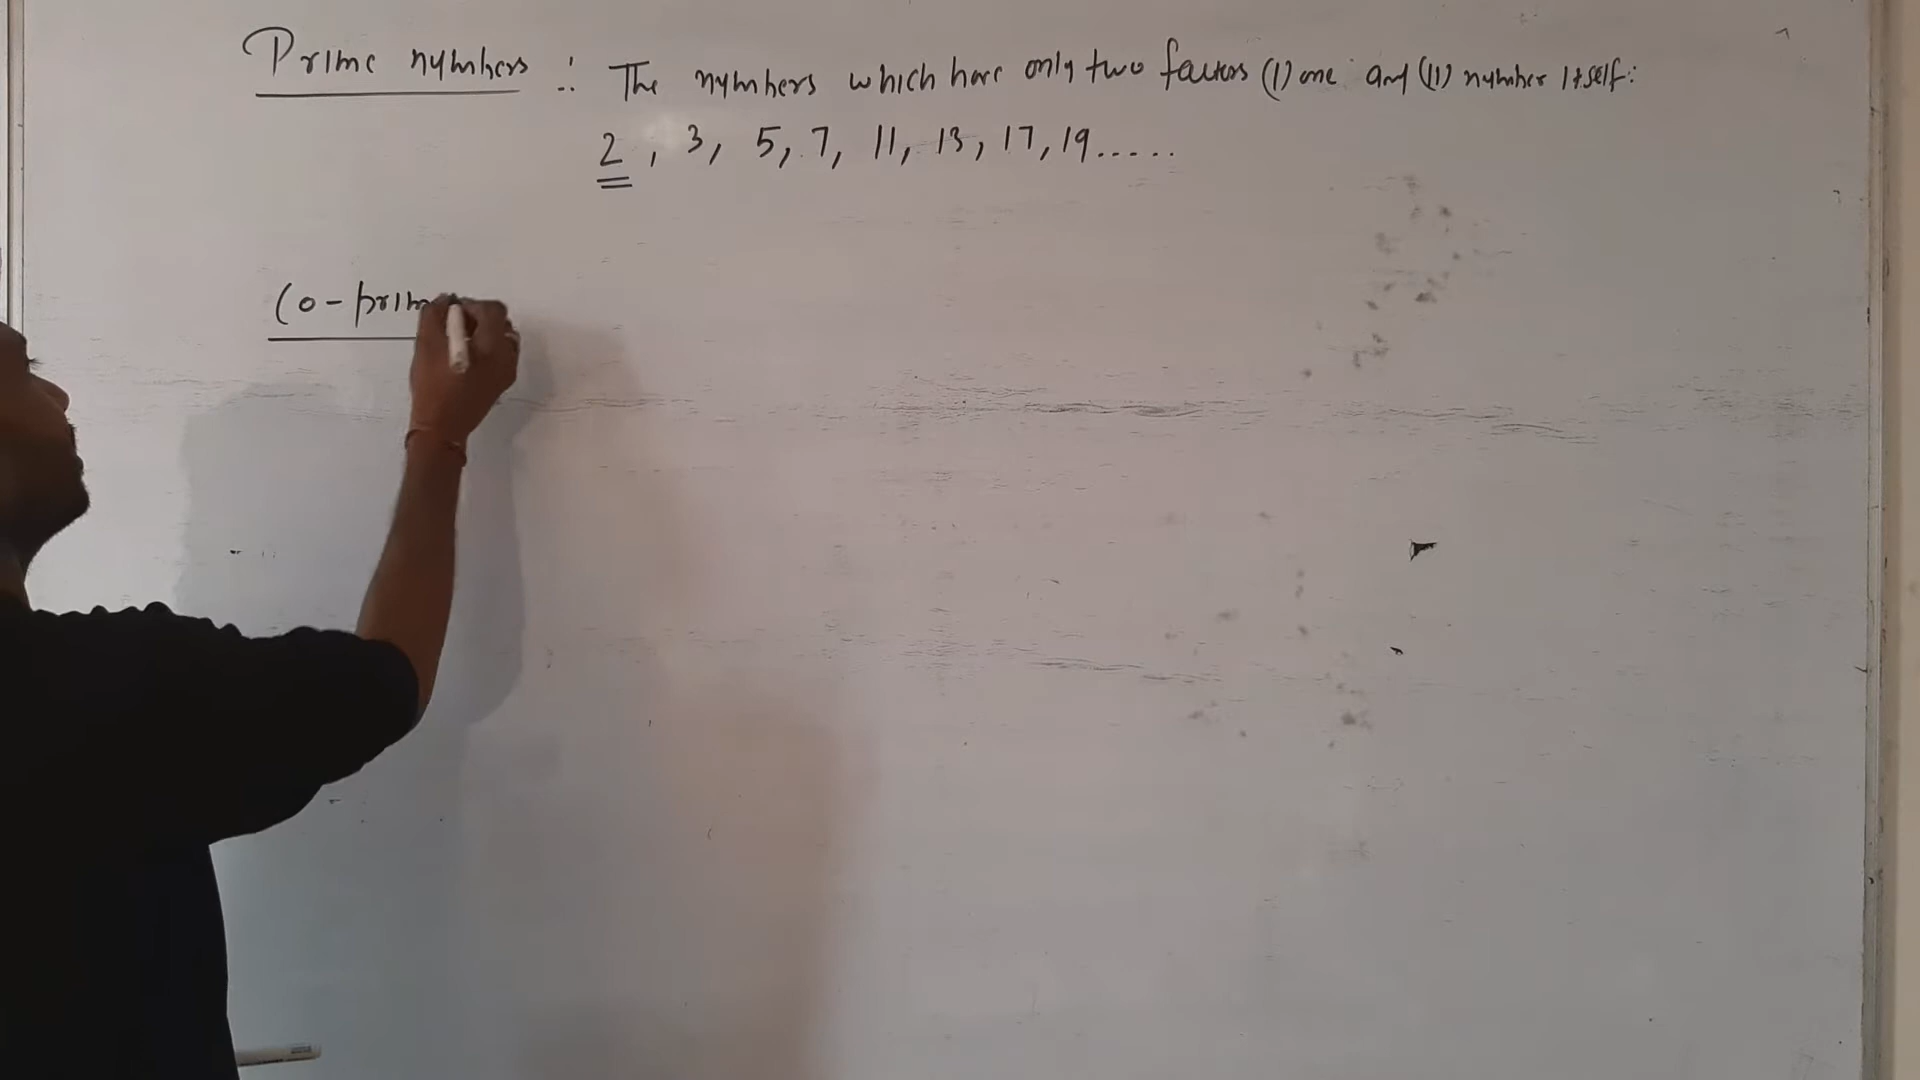 Prime numbers :- The numbers which have only two factors (i) one and (ii) number itself:
2, 3, 5, 7, 11, 13, 17, 19.....
Co-prim